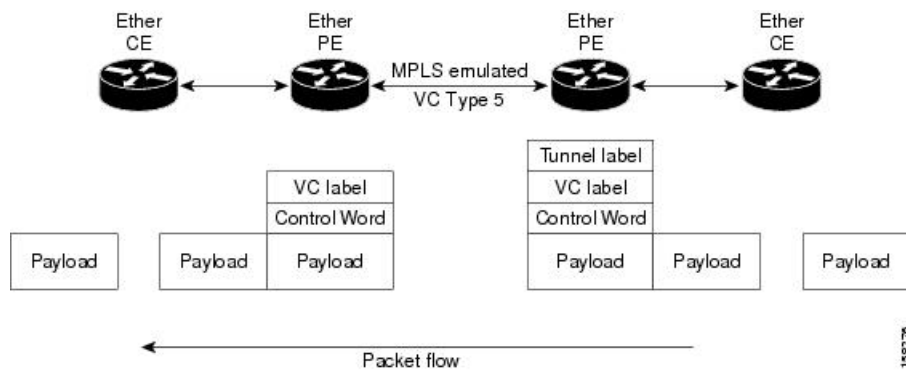 Ether
CE
Ether
PE
Ether
PE
Ether
CE
MPLS emulated
VC Type 5
Tunnel label
VC label
VC label
Control Word
Control Word
Payload
Payload
Payload
Payload
Payload
Payload
Packet flow